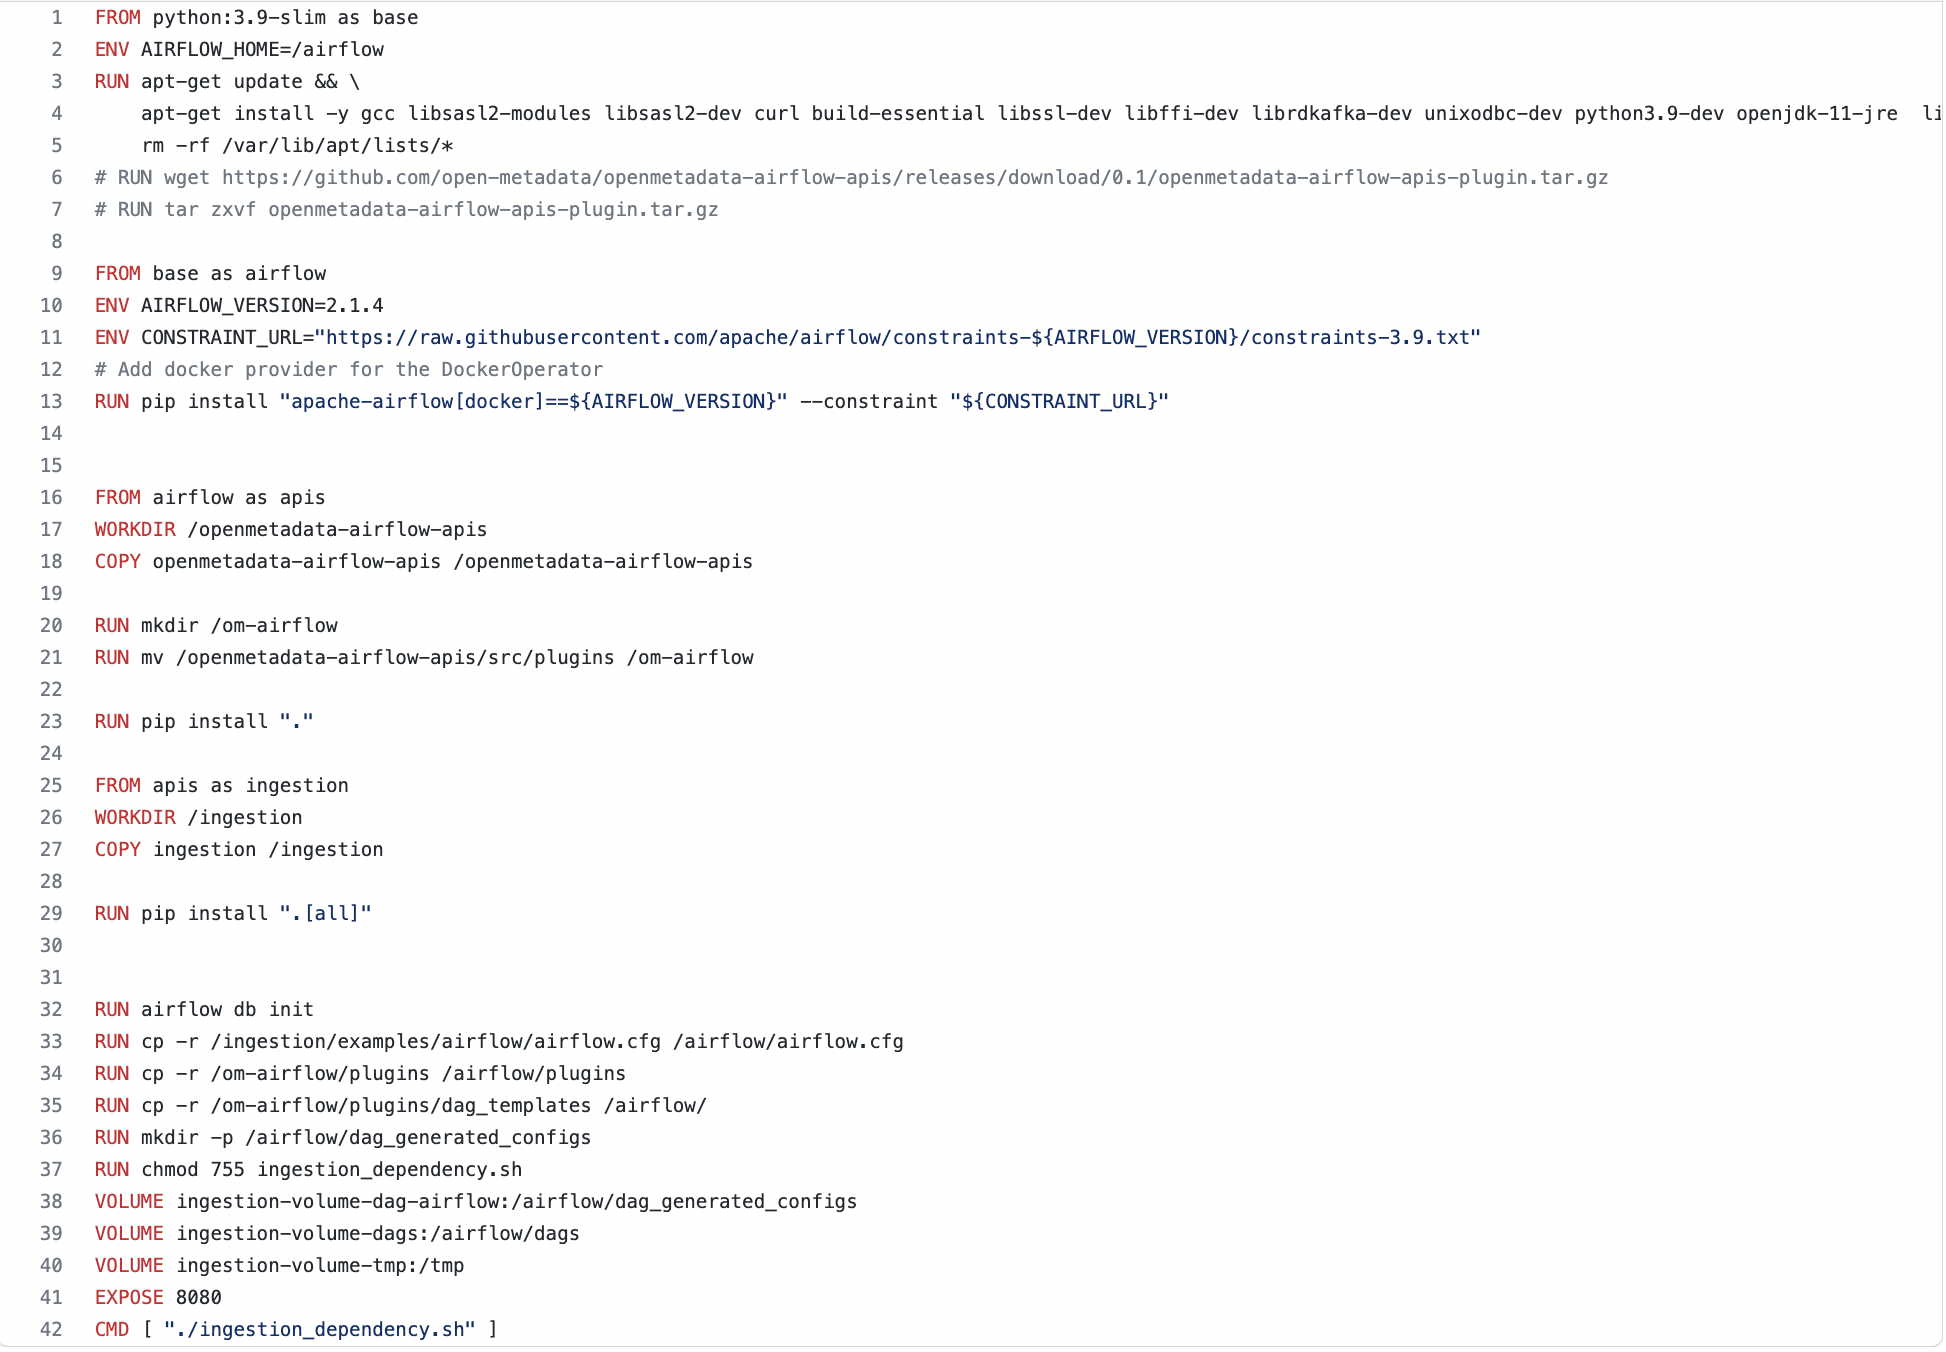 1 FROM python:3.9-slim as base
2 ENV AIRFLOW_HOME=/airflow
3 RUN apt-get update && \
4     apt-get install -y gcc libsasl2-modules libsasl2-dev curl build-essential libssl-dev libffi-dev librdkafka-dev unixodbc-dev python3.9-dev openjdk-11-jre  li
5     rm -rf /var/lib/apt/lists/*
6 # RUN wget https://github.com/open-metadata/openmetadata-airflow-apis/releases/download/0.1/openmetadata-airflow-apis-plugin.tar.gz
7 # RUN tar zxvf openmetadata-airflow-apis-plugin.tar.gz
8
9 FROM base as airflow
10 ENV AIRFLOW_VERSION=2.1.4
11 ENV CONSTRAINT_URL="https://raw.githubusercontent.com/apache/airflow/constraints-${AIRFLOW_VERSION}/constraints-3.9.txt"
12 # Add docker provider for the DockerOperator
13 RUN pip install "apache-airflow[docker]==${AIRFLOW_VERSION}" --constraint "${CONSTRAINT_URL}"
14
15
16 FROM airflow as apis
17 WORKDIR /openmetadata-airflow-apis
18 COPY openmetadata-airflow-apis /openmetadata-airflow-apis
19
20 RUN mkdir /om-airflow
21 RUN mv /openmetadata-airflow-apis/src/plugins /om-airflow
22
23 RUN pip install "."
24
25 FROM apis as ingestion
26 WORKDIR /ingestion
27 COPY ingestion /ingestion
28
29 RUN pip install ".[all]"
30
31
32 RUN airflow db init
33 RUN cp -r /ingestion/examples/airflow/airflow.cfg /airflow/airflow.cfg
34 RUN cp -r /om-airflow/plugins /airflow/plugins
35 RUN cp -r /om-airflow/plugins/dag_templates /airflow/
36 RUN mkdir -p /airflow/dag_generated_configs
37 RUN chmod 755 ingestion_dependency.sh
38 VOLUME ingestion-volume-dag-airflow:/airflow/dag_generated_configs
39 VOLUME ingestion-volume-dags:/airflow/dags
40 VOLUME ingestion-volume-tmp:/tmp
41 EXPOSE 8080
42 CMD [ "./ingestion_dependency.sh" ]